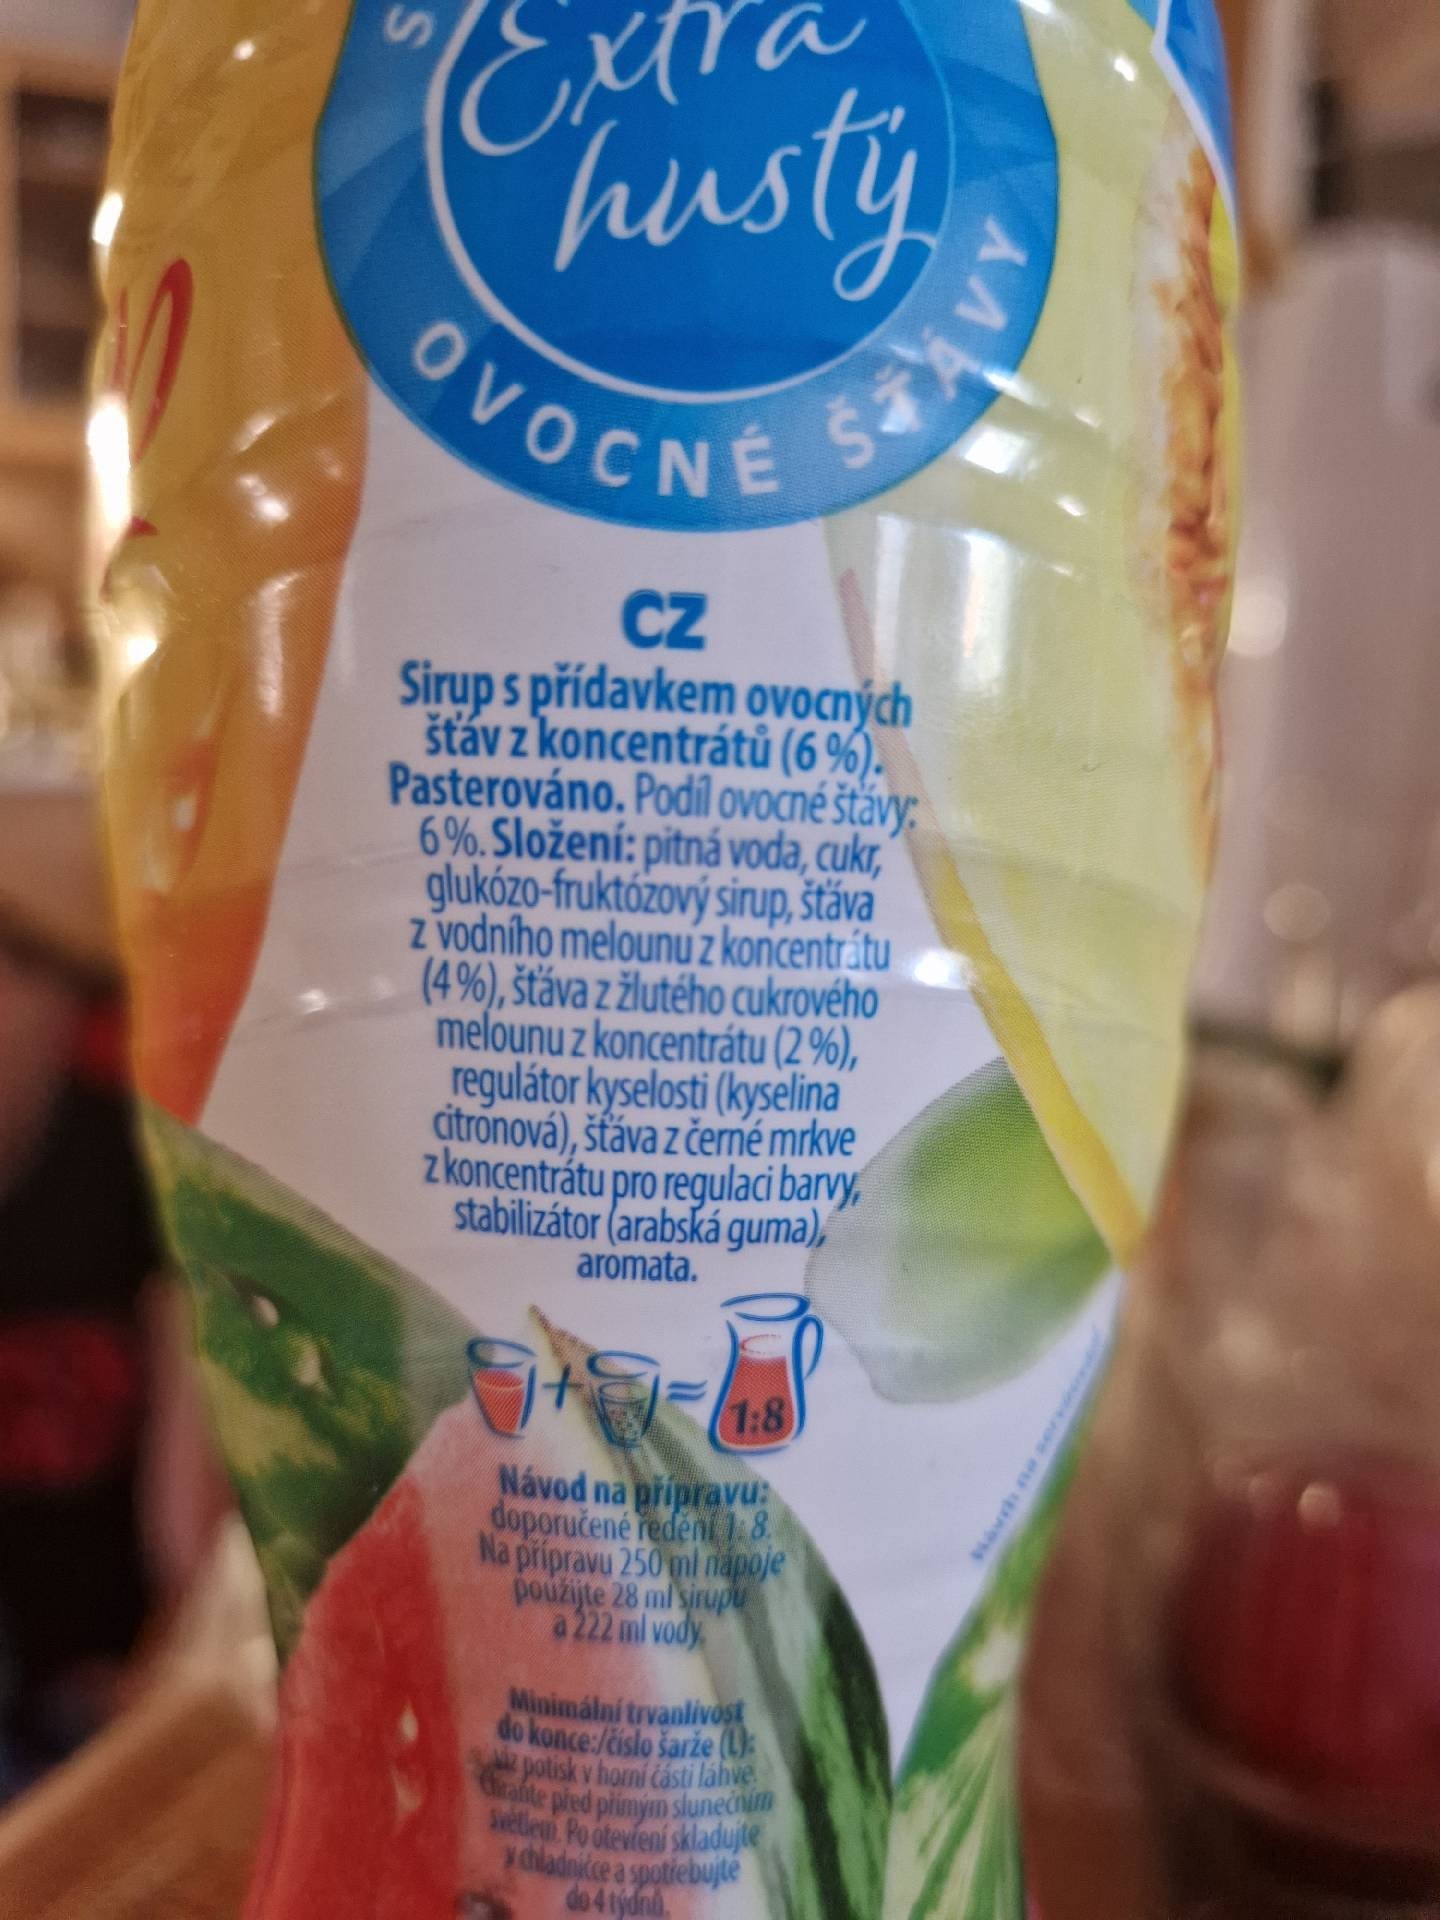 S
Extra
hustý
OVOCNÉ ŠŤÁVY
CZ
Sirup s přídavkem ovocných
šťáv z koncentrátů (6 %).
Pasterováno. Podíl ovocné šťávy:
6 %. Složení: pitná voda, cukr,
glukózo-fruktózový sirup, šťáva
z vodního melounu z koncentrátu
(4 %), šťáva z žlutého cukrového
melounu z koncentrátu (2 %),
regulátor kyselosti (kyselina
citronová), šťáva z černé mrkve
z koncentrátu pro regulaci barvy,
stabilizátor (arabská guma),
aromata.
+ =
1:8
Návod na přípravu:
doporučené ředění 1: 8.
Na přípravu 250 ml nápoje
použijte 28 ml sirupu
a 222 ml vody.
Návrh na servírování
Minimální trvanlivost
do konce:/číslo šarže (L):
viz potisk v horní části láhve.
Chraňte před přímým slunečním
světlem. Po otevření skladujte
v chladničce a spotřebujte
do 4 týdnů.